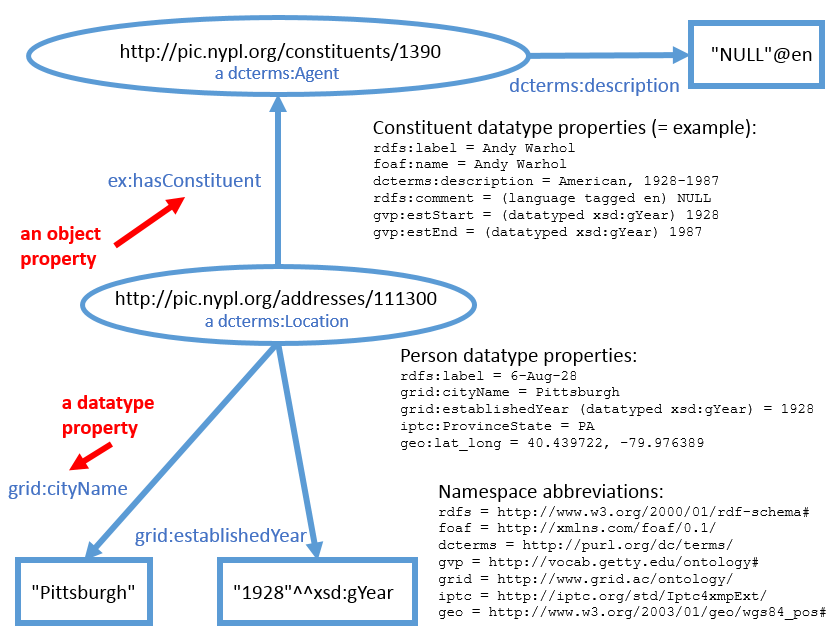 http://pic.nypl.org/constituents/1390
a dcterms:Agent
"NULL"@en
dcterms:description
Constituent datatype properties (= example):
rdfs:label = Andy Warhol
foaf:name = Andy Warhol
dcterms:description = American, 1928-1987
rdfs:comment = (language tagged en) NULL
gvp:estStart = (datatyped xsd:gYear) 1928
gvp:estEnd = (datatyped xsd:gYear) 1987
ex:hasConstituent
an object
property
http://pic.nypl.org/addresses/111300
a dcterms:Location
Person datatype properties:
rdfs:label = 6-Aug-28
grid:cityName = Pittsburgh
grid:establishedYear (datatyped xsd:gYear) = 1928
iptc:ProvinceState = PA
geo:lat_long = 40.439722, -79.976389
a datatype
property
grid:cityName
grid:establishedYear
"Pittsburgh"
"1928"^^xsd:gYear
Namespace abbreviations:
rdfs = http://www.w3.org/2000/01/rdf-schema#
foaf = http://xmlns.com/foaf/0.1/
dcterms = http://purl.org/dc/terms/
gvp = http://vocab.getty.edu/ontology#
grid = http://www.grid.ac/ontology/
iptc = http://iptc.org/std/Iptc4xmpExt/
geo = http://www.w3.org/2003/01/geo/wgs84_pos#